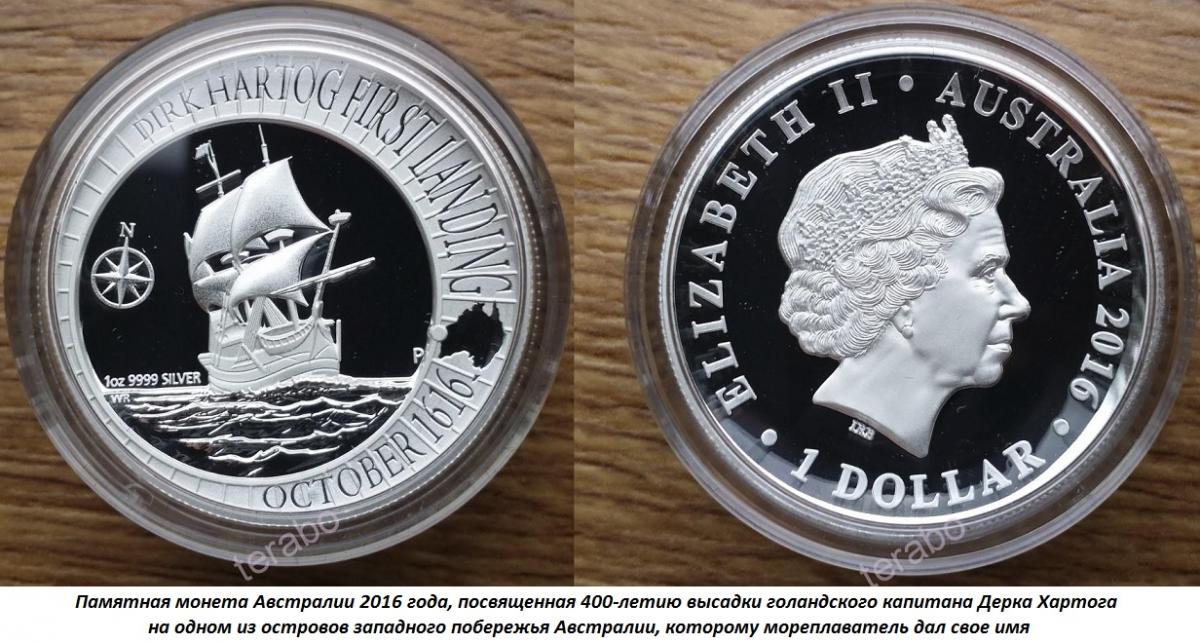 DIRK HARTOG FIRST LANDING
N
P
1oz 9999 SILVER
WR
OCTOBER 1616
terabo
ELIZABETH II • AUSTRALIA 2016
IRB
• 1 DOLLAR •
terabo
Памятная монета Австралии 2016 года, посвященная 400-летию высадки голандского капитана Дерка Хартога
на одном из островов западного побережья Австралии, которому мореплаватель дал свое имя